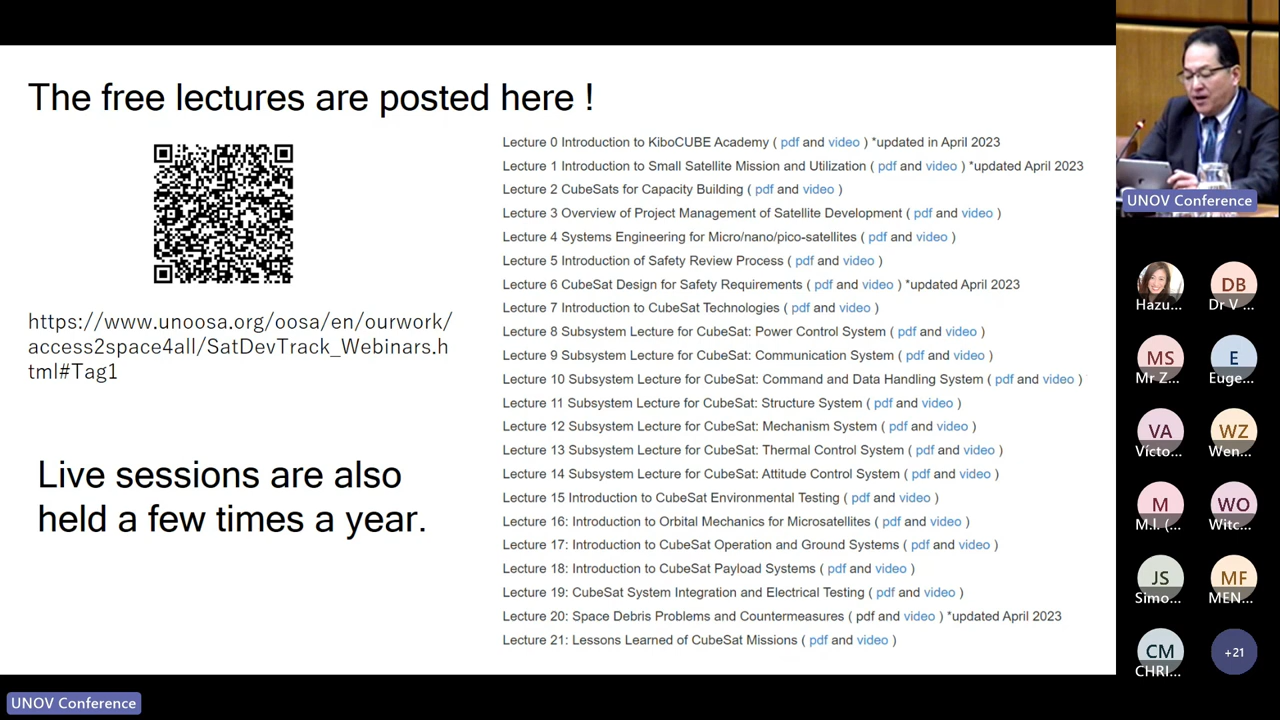 The free lectures are posted here !
https://www.unoosa.org/oosa/en/ourwork/
access2space4all/SatDevTrack_Webinars.h
tml#Tag1
Live sessions are also
held a few times a year.
Lecture 0 Introduction to KiboCUBE Academy ( pdf and video ) *updated in April 2023
Lecture 1 Introduction to Small Satellite Mission and Utilization ( pdf and video ) *updated April 2023
Lecture 2 CubeSats for Capacity Building ( pdf and video )
Lecture 3 Overview of Project Management of Satellite Development ( pdf and video )
Lecture 4 Systems Engineering for Micro/nano/pico-satellites ( pdf and video )
Lecture 5 Introduction of Safety Review Process ( pdf and video )
Lecture 6 CubeSat Design for Safety Requirements ( pdf and video ) *updated April 2023
Lecture 7 Introduction to CubeSat Technologies ( pdf and video )
Lecture 8 Subsystem Lecture for CubeSat: Power Control System ( pdf and video )
Lecture 9 Subsystem Lecture for CubeSat: Communication System ( pdf and video )
Lecture 10 Subsystem Lecture for CubeSat: Command and Data Handling System ( pdf and video )
Lecture 11 Subsystem Lecture for CubeSat: Structure System ( pdf and video )
Lecture 12 Subsystem Lecture for CubeSat: Mechanism System ( pdf and video )
Lecture 13 Subsystem Lecture for CubeSat: Thermal Control System ( pdf and video )
Lecture 14 Subsystem Lecture for CubeSat: Attitude Control System ( pdf and video )
Lecture 15 Introduction to CubeSat Environmental Testing ( pdf and video )
Lecture 16: Introduction to Orbital Mechanics for Microsatellites ( pdf and video )
Lecture 17: Introduction to CubeSat Operation and Ground Systems ( pdf and video )
Lecture 18: Introduction to CubeSat Payload Systems ( pdf and video )
Lecture 19: CubeSat System Integration and Electrical Testing ( pdf and video )
Lecture 20: Space Debris Problems and Countermeasures ( pdf and video ) *updated April 2023
Lecture 21: Lessons Learned of CubeSat Missions ( pdf and video )
UNOV Conference
Hazu...
DB
Dr V ...
MS
Mr Z...
E
Euge...
VA
Vícto...
WZ
Wen...
M
M.I. (...
WO
Witc...
JS
Simo...
MF
MEN...
CM
CHRI...
+21
UNOV Conference